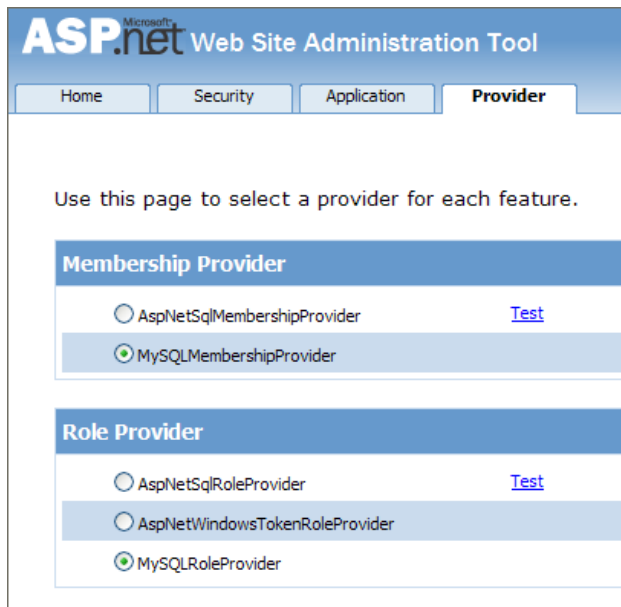 Microsoft
ASP.net Web Site Administration Tool
Home Security Application Provider
Use this page to select a provider for each feature.
Membership Provider
AspNetSqlMembershipProvider Test
MySQLMembershipProvider
Role Provider
AspNetSqlRoleProvider Test
AspNetWindowsTokenRoleProvider
MySQLRoleProvider